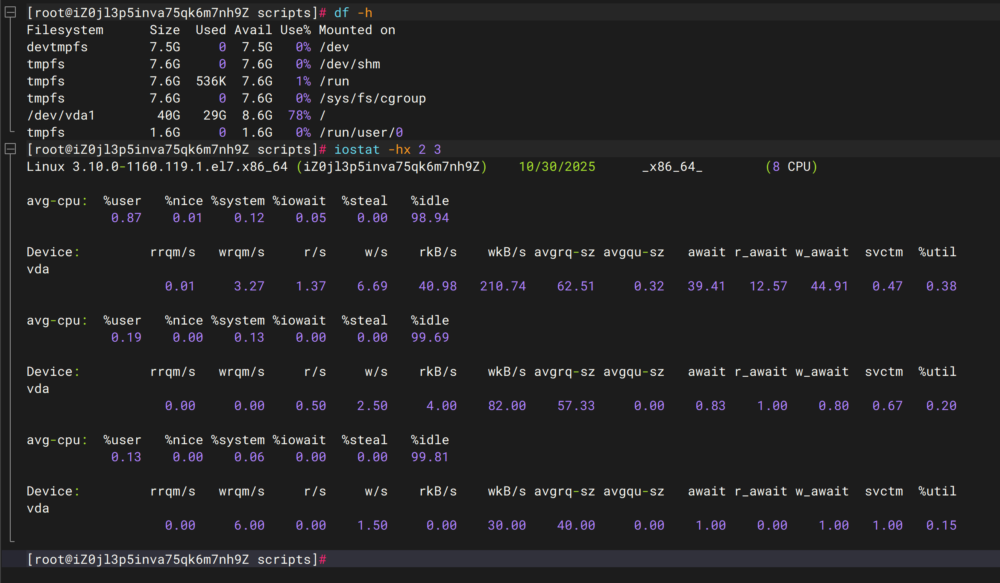 [root@iZ0jl3p5inva75qk6m7nh9Z scripts]# df -h
Filesystem      Size  Used Avail Use% Mounted on
devtmpfs        7.5G     0  7.5G   0% /dev
tmpfs           7.6G     0  7.6G   0% /dev/shm
tmpfs           7.6G  536K  7.6G   1% /run
tmpfs           7.6G     0  7.6G   0% /sys/fs/cgroup
/dev/vda1        40G   29G  8.6G  78% /
tmpfs           1.6G     0  1.6G   0% /run/user/0
[root@iZ0jl3p5inva75qk6m7nh9Z scripts]# iostat -hx 2 3
Linux 3.10.0-1160.119.1.el7.x86_64 (iZ0jl3p5inva75qk6m7nh9Z)    10/30/2025      _x86_64_        (8 CPU)
avg-cpu:  %user   %nice %system %iowait  %steal   %idle
           0.87    0.01    0.12    0.05    0.00   98.94
Device:         rrqm/s   wrqm/s     r/s     w/s    rkB/s    wkB/s avgrq-sz avgqu-sz   await r_await w_await  svctm  %util
vda
                  0.01     3.27    1.37    6.69    40.98   210.74    62.51     0.32   39.41   12.57   44.91   0.47   0.38
avg-cpu:  %user   %nice %system %iowait  %steal   %idle
           0.19    0.00    0.13    0.00    0.00   99.69
Device:         rrqm/s   wrqm/s     r/s     w/s    rkB/s    wkB/s avgrq-sz avgqu-sz   await r_await w_await  svctm  %util
vda
                  0.00     0.00    0.50    2.50     4.00    82.00    57.33     0.00    0.83    1.00    0.80   0.67   0.20
avg-cpu:  %user   %nice %system %iowait  %steal   %idle
           0.13    0.00    0.06    0.00    0.00   99.81
Device:         rrqm/s   wrqm/s     r/s     w/s    rkB/s    wkB/s avgrq-sz avgqu-sz   await r_await w_await  svctm  %util
vda
                  0.00     6.00    0.00    1.50     0.00    30.00    40.00     0.00    1.00    0.00    1.00   1.00   0.15
[root@iZ0jl3p5inva75qk6m7nh9Z scripts]#